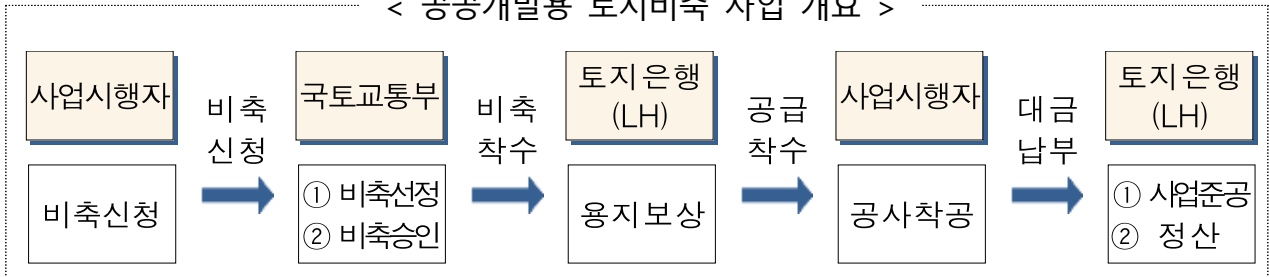 < 공공개발용 토지비축 사업 개요 >
사업시행자
비축
신청
국토교통부
비축
착수
토지은행
(LH)
공급
착수
사업시행자
대금
납부
토지은행
(LH)
비축신청
① 비축선정
② 비축승인
용지보상
공사착공
① 사업준공
② 정산